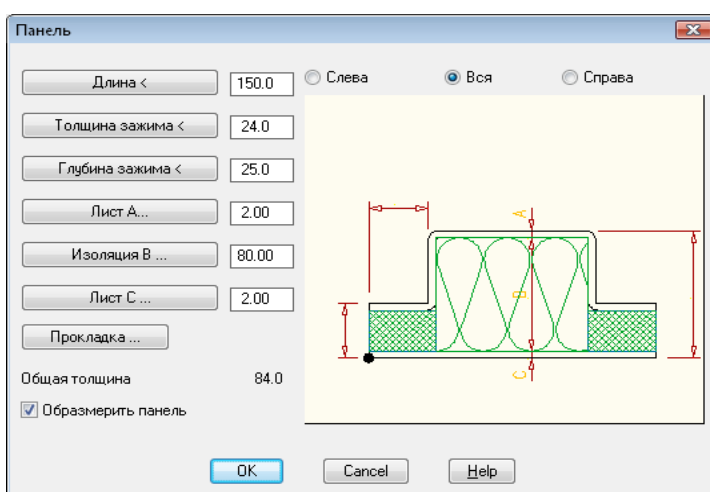 Панель
Длина < 150.0
Слева Вся Справа
Толщина зажима < 24.0
Глубина зажима < 25.0
Лист A... 2.00
Изоляция B ... 80.00
Лист C ... 2.00
Прокладка ...
Общая толщина 84.0
Образмерить панель
A
B
C
OK Cancel Help